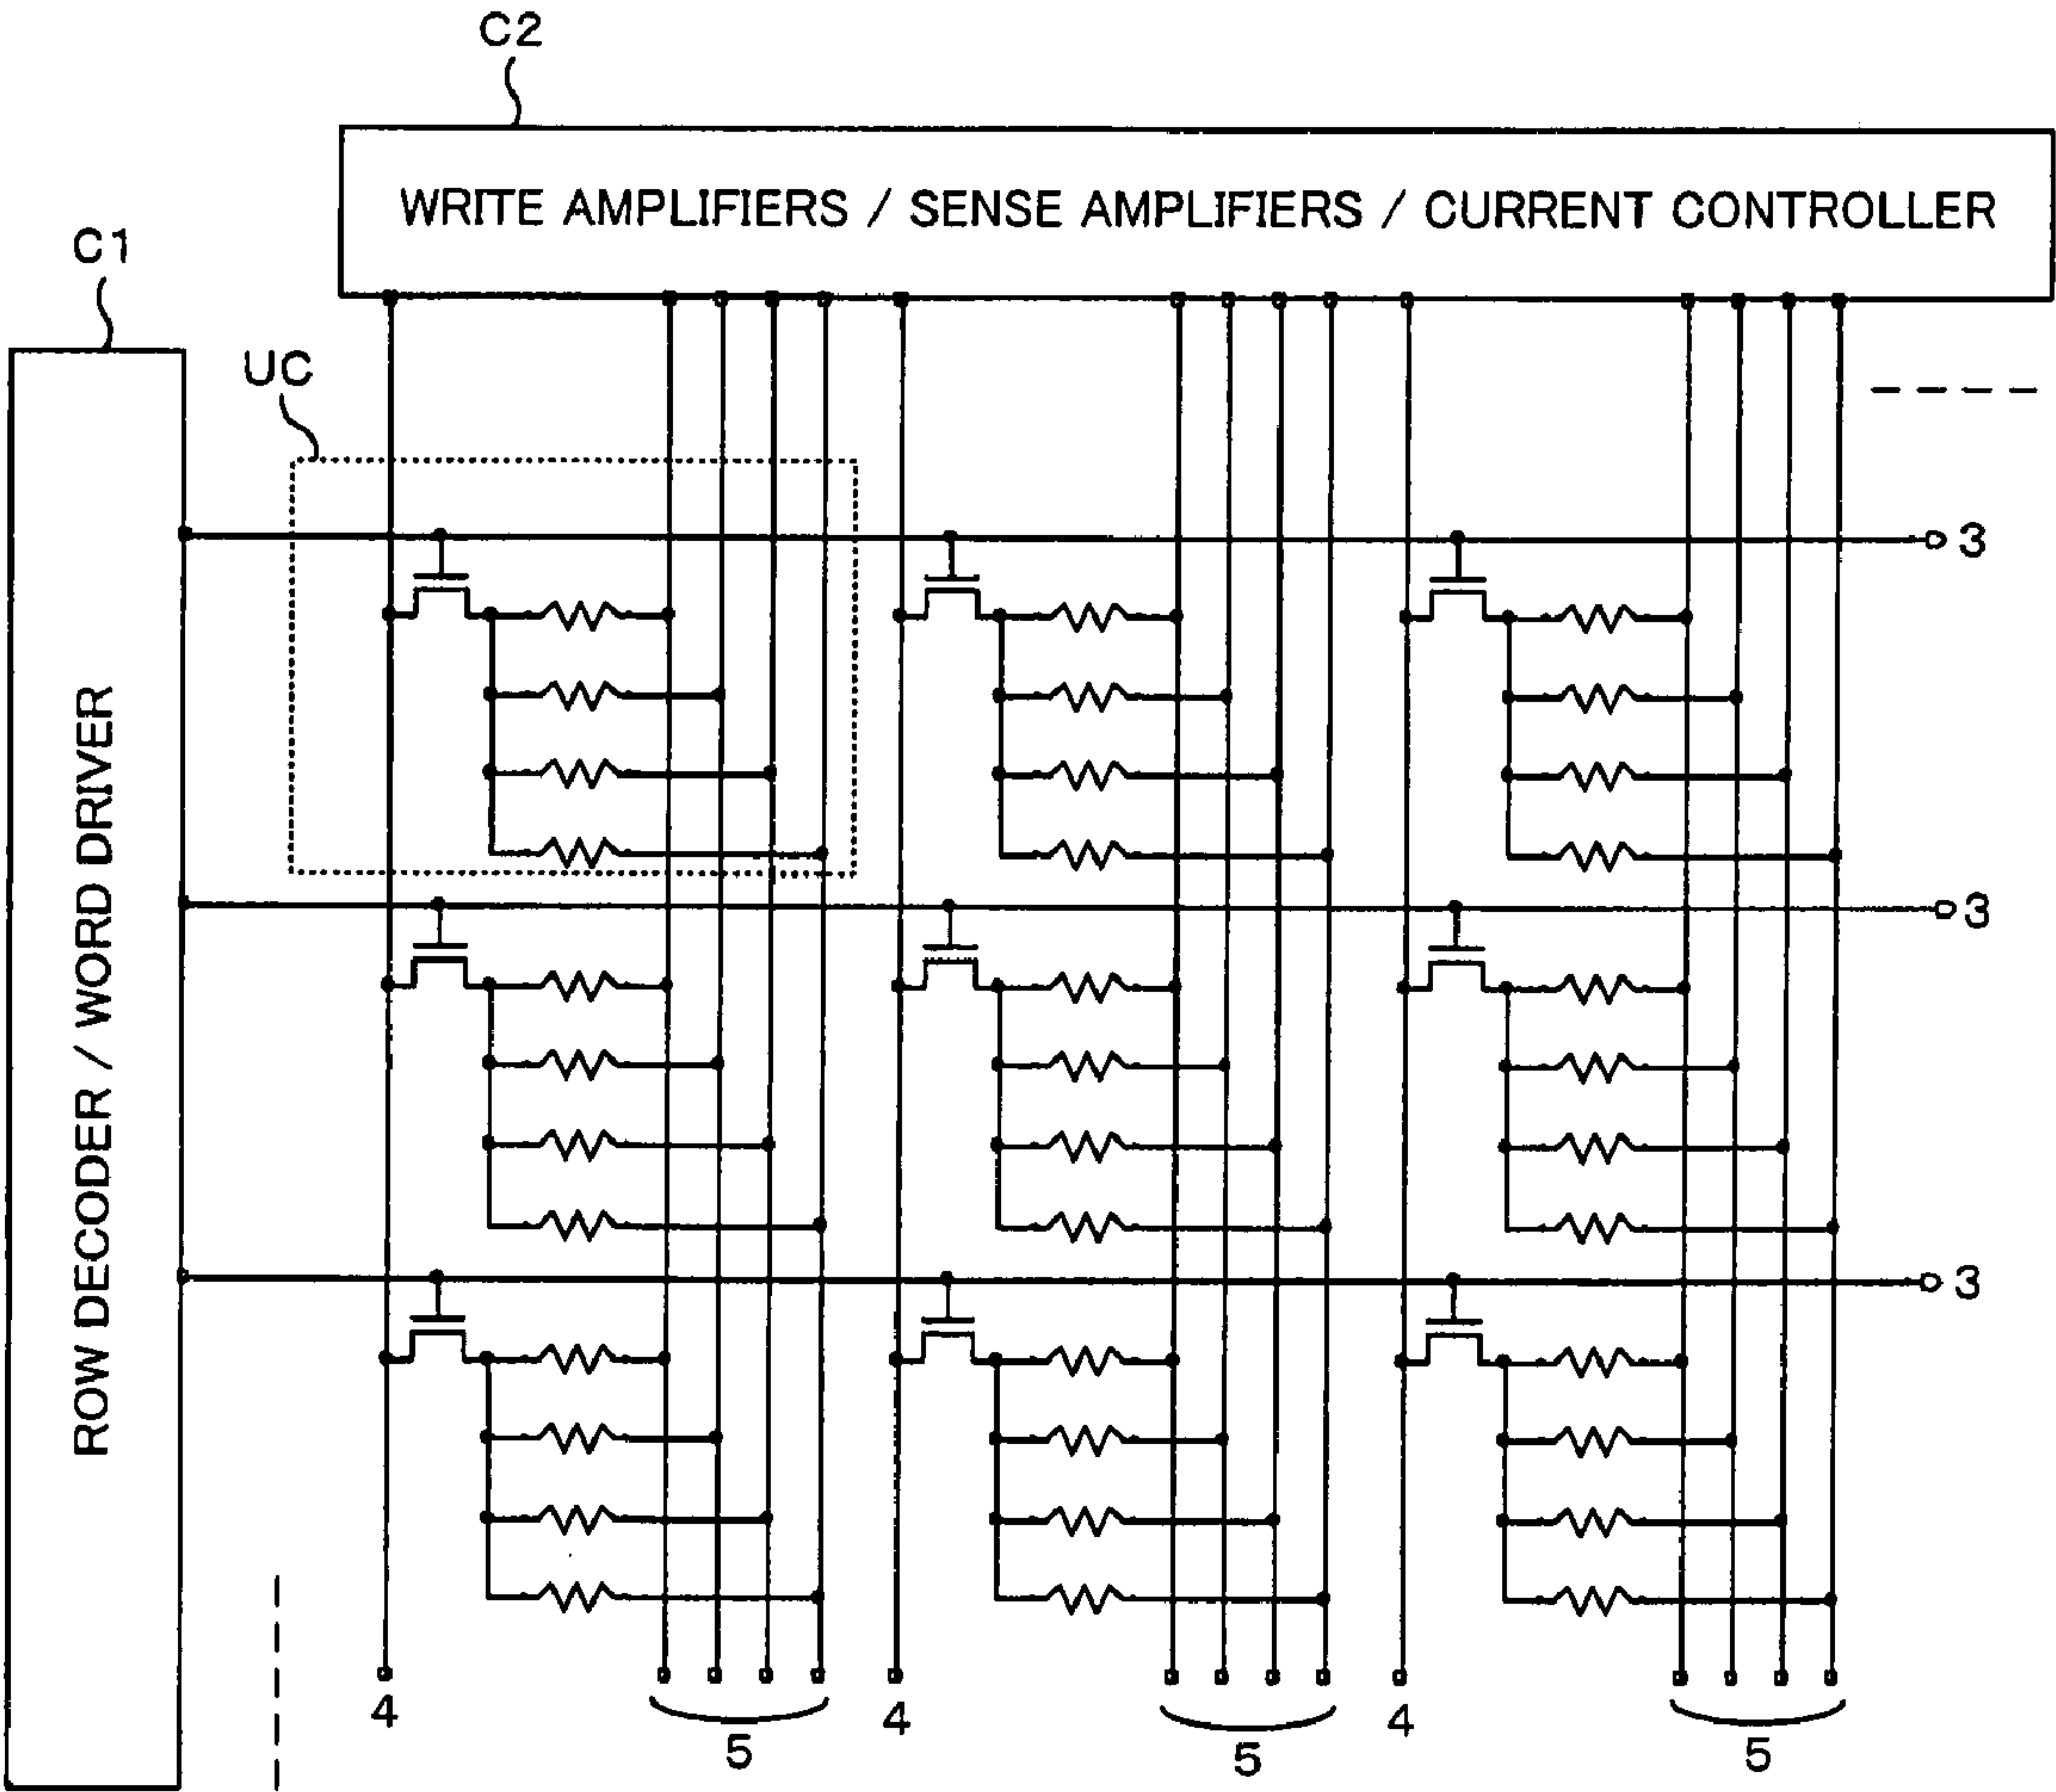 C2
WRITE AMPLIFIERS / SENSE AMPLIFIERS / CURRENT CONTROLLER
C1
UC
ROW DECODER / WORD DRIVER
3
3
3
4
5
4
5
4
5